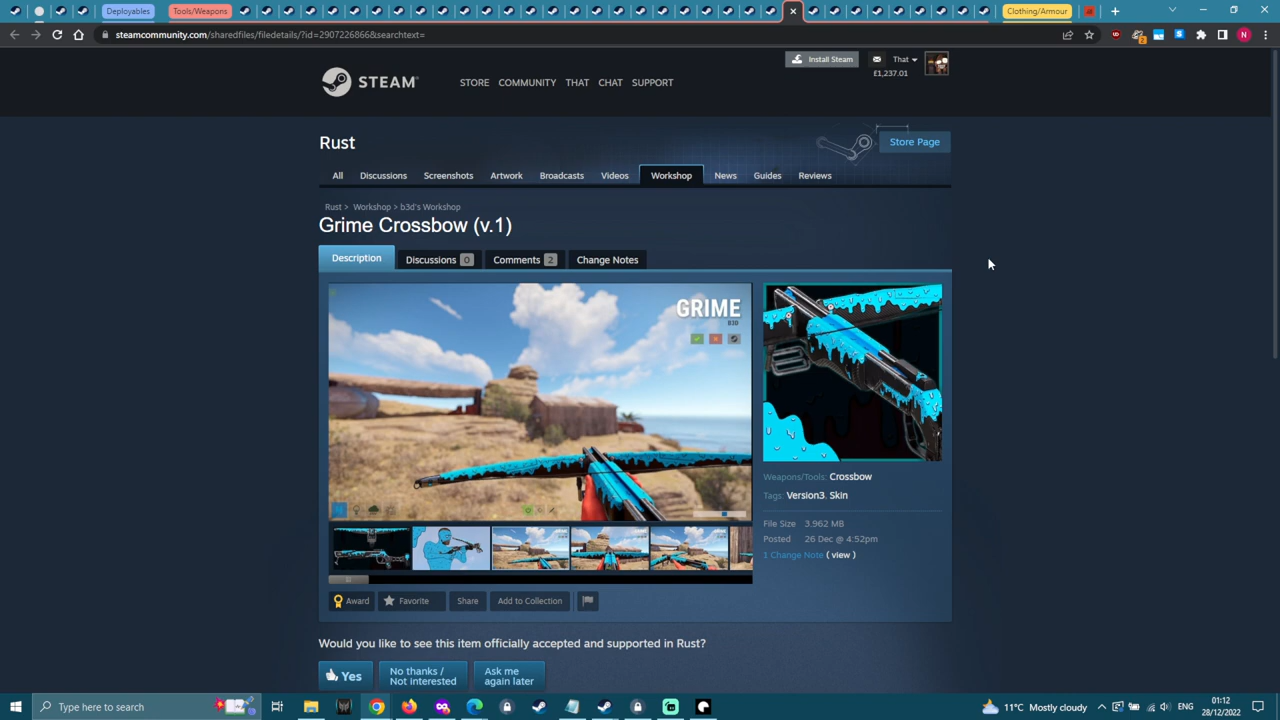 Deployables
Tools/Weapons
Clothing/Armour
steamcommunity.com/sharedfiles/filedetails/?id=2907226866&searchtext=
Install Steam
That
£1,237.01
STEAM
STORE COMMUNITY THAT CHAT SUPPORT
Rust
Store Page
All Discussions Screenshots Artwork Broadcasts Videos Workshop News Guides Reviews
Rust > Workshop > b3d's Workshop
Grime Crossbow (v.1)
Description Discussions 0 Comments 2 Change Notes
GRIME
B3D
Weapons/Tools: Crossbow
Tags: Version3, Skin
File Size 3.962 MB
Posted 26 Dec @ 4:52pm
1 Change Note ( view )
Award Favorite Share Add to Collection
Would you like to see this item officially accepted and supported in Rust?
Yes
No thanks /
Not interested
Ask me
again later
Type here to search
11°C Mostly cloudy
ENG
01:12
28/12/2022